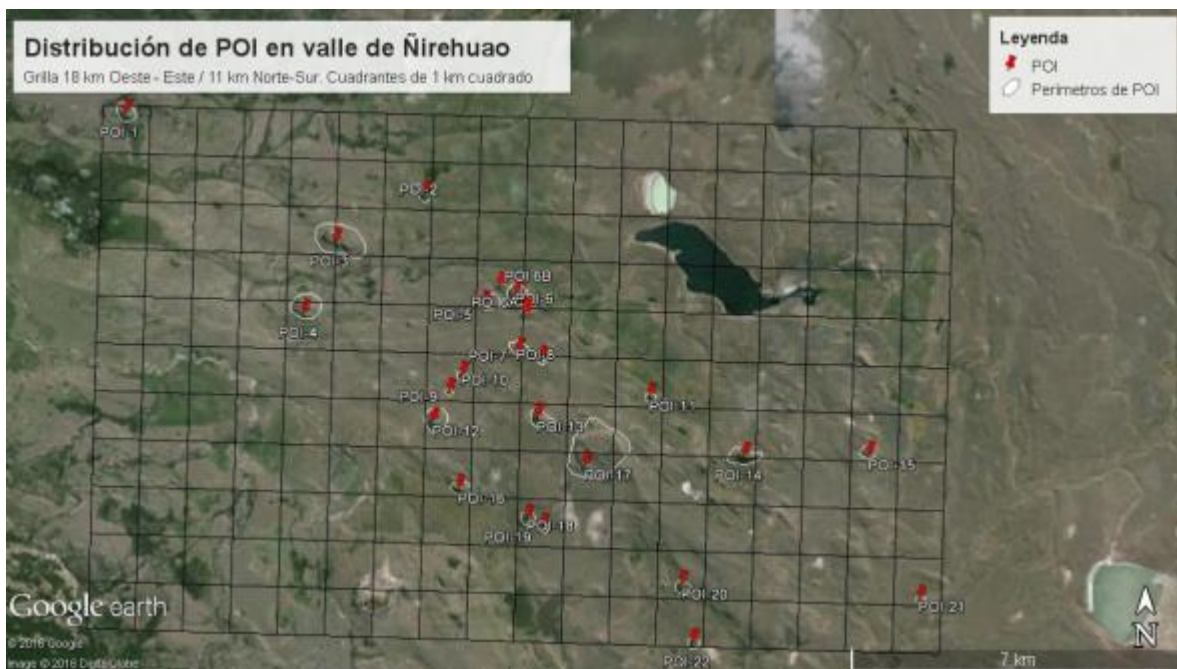 Distribución de POI en valle de Ñirehuao
Grilla 18 km Oeste - Este / 11 km Norte-Sur. Cuadrantes de 1 km cuadrado
Leyenda
POI
Perímetros de POI
POI-1
POI-2
POI-3
POI-6B
POI-5
POI-4
POI-7
POI-8
POI-10
POI-9
POI-11
POI-12
POI-13
POI-14
POI-15
POI-17
POI-16
POI-18
POI-19
POI-20
POI-21
POI-22
Google earth
© 2016 Google
Image © 2016 DigitalGlobe
7 km
N